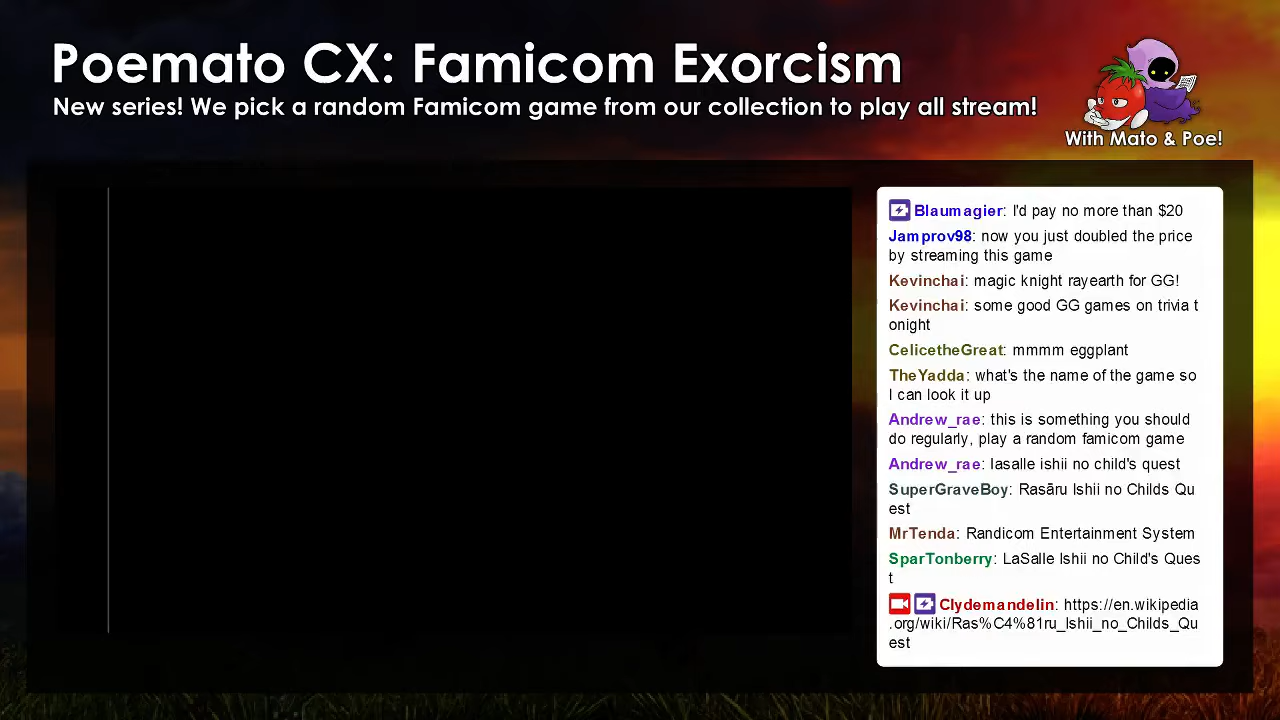 Poemato CX: Famicom Exorcism
New series! We pick a random Famicom game from our collection to play all stream!
With Mato & Poe!
Blaumagier: I'd pay no more than $20
Jamprov98: now you just doubled the price
by streaming this game
Kevinchai: magic knight rayearth for GG!
Kevinchai: some good GG games on trivia t
onight
CelicetheGreat: mmmm eggplant
TheYadda: what's the name of the game so
I can look it up
Andrew_rae: this is something you should
do regularly, play a random famicom game
Andrew_rae: lasalle ishii no child's quest
SuperGraveBoy: Rasāru Ishii no Childs Qu
est
MrTenda: Randicom Entertainment System
SparTonberry: LaSalle Ishii no Child's Ques
t
Clydemandelin: https://en.wikipedia
.org/wiki/Ras%C4%81ru_Ishii_no_Childs_Qu
est